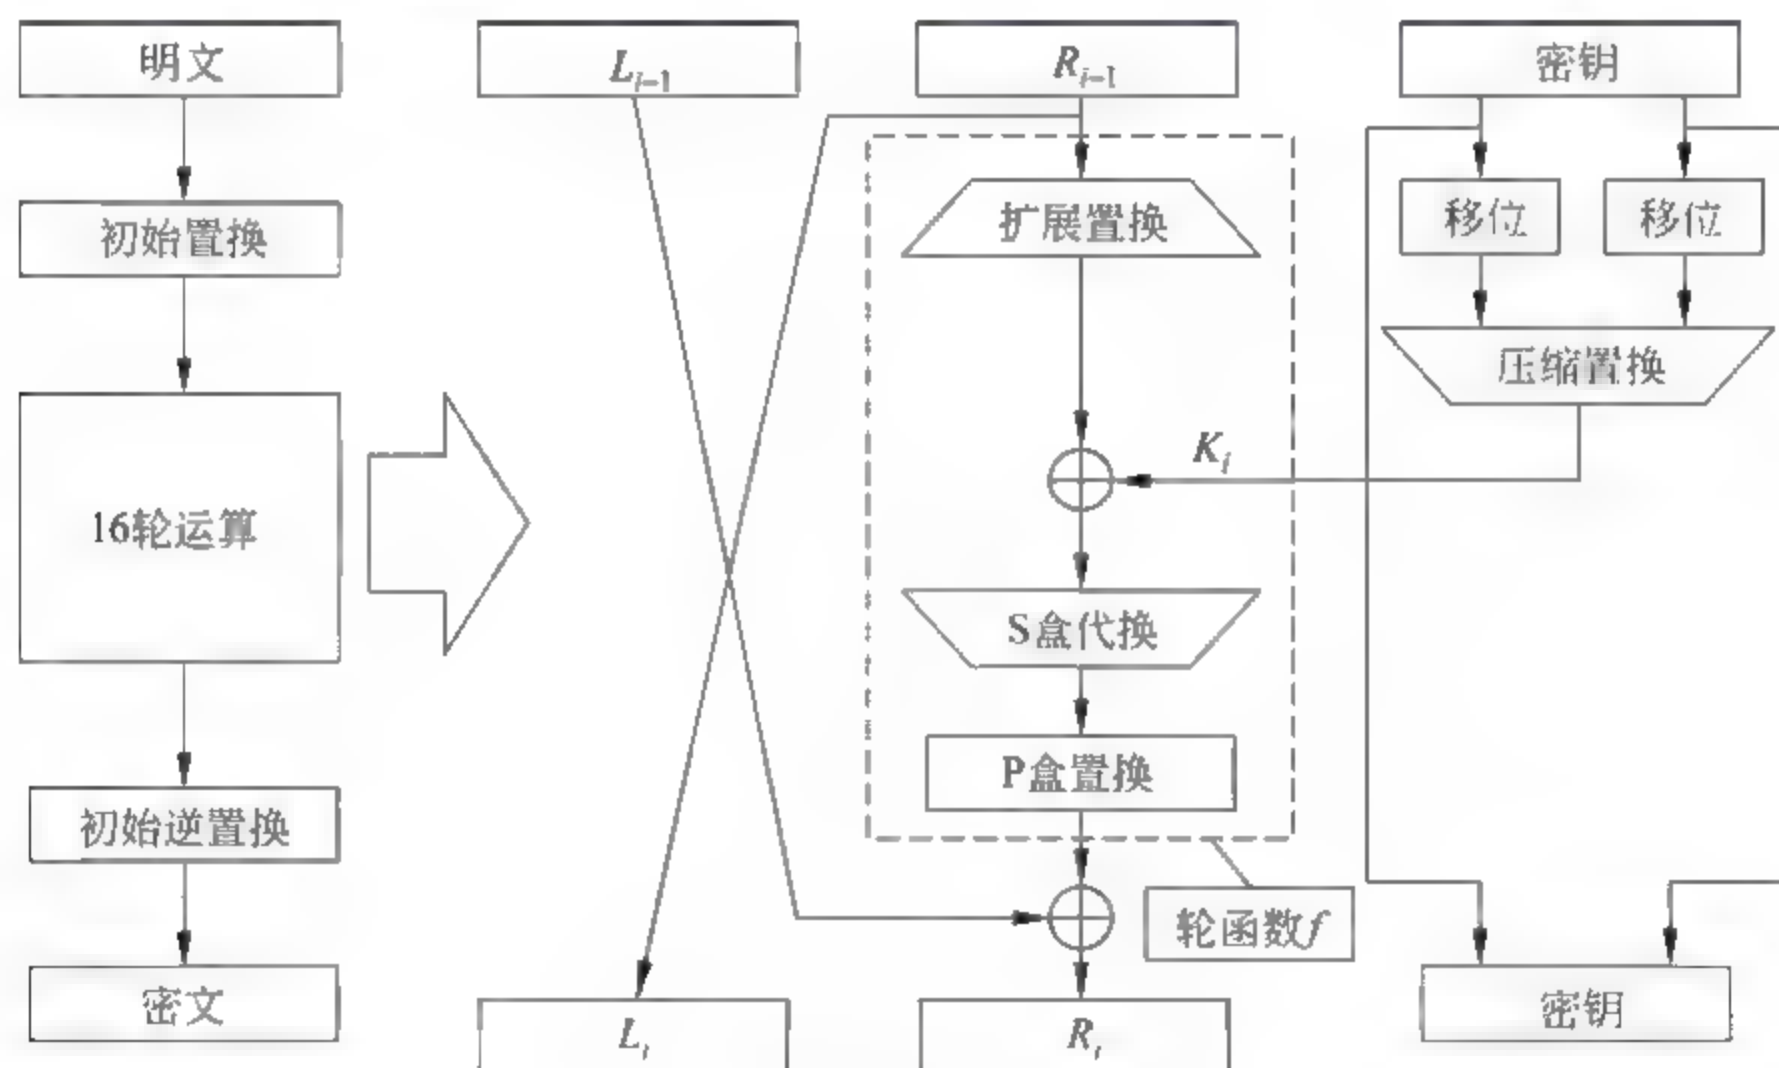 明文
初始置换
16轮运算
初始逆置换
密文
L_{i-1}
R_{i-1}
扩展置换
K_i
S盒代换
P盒置换
轮函数f
L_i
R_i
密钥
移位 移位
压缩置换
密钥